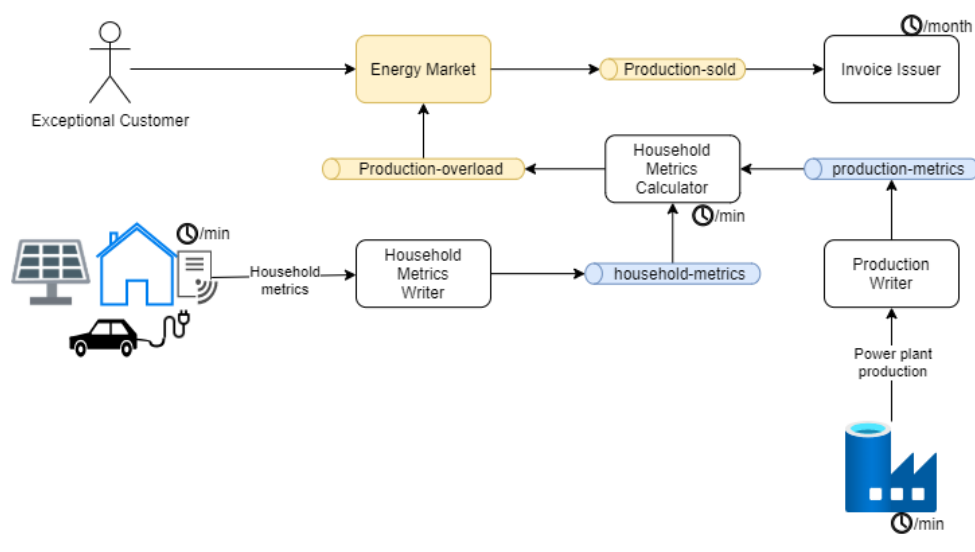 /month
Energy Market
Production-sold
Invoice Issuer
Exceptional Customer
Production-overload
Household
Metrics
Calculator
production-metrics
/min
/min
Household
metrics
Household
Metrics
Writer
household-metrics
Production
Writer
Power plant
production
/min